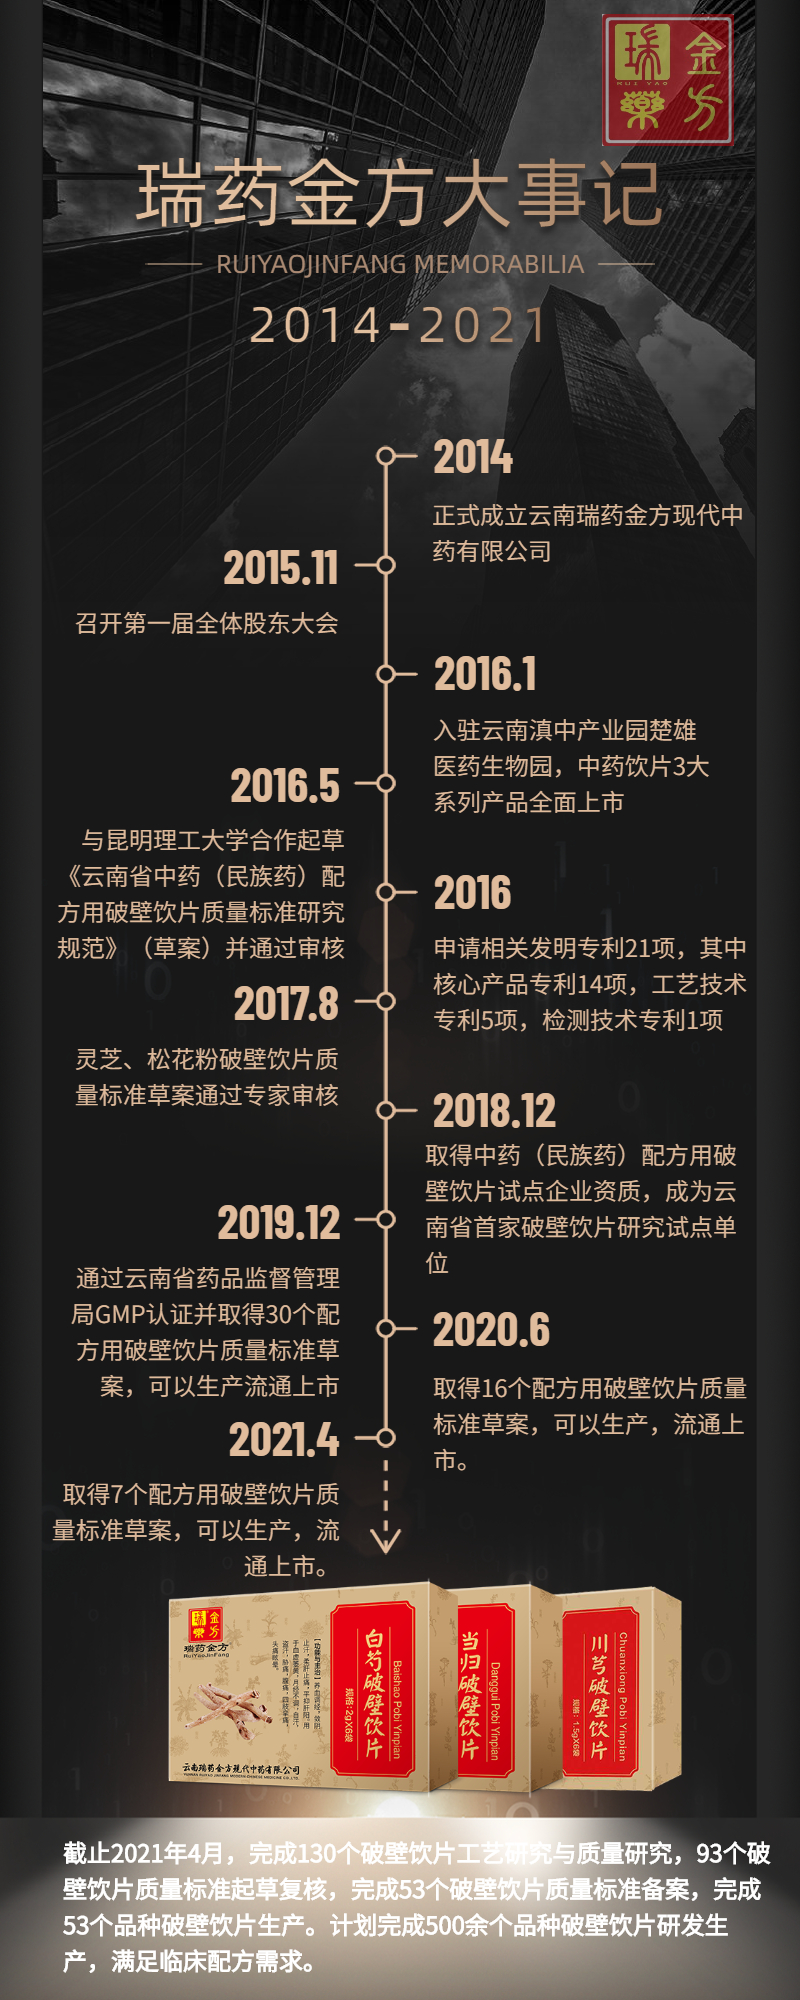 瑞 金
RUI YAO
藥 方
瑞药金方大事记
RUIYAOJINFANG MEMORABILIA
2014-2021
2014
正式成立云南瑞药金方现代中
药有限公司
2015.11
召开第一届全体股东大会
2016.1
入驻云南滇中产业园楚雄
医药生物园，中药饮片3大
系列产品全面上市
2016.5
与昆明理工大学合作起草
《云南省中药（民族药）配
方用破壁饮片质量标准研究
规范》（草案）并通过审核
2016
申请相关发明专利21项，其中
核心产品专利14项，工艺技术
专利5项，检测技术专利1项
2017.8
灵芝、松花粉破壁饮片质
量标准草案通过专家审核
2018.12
取得中药（民族药）配方用破
壁饮片试点企业资质，成为云
南省首家破壁饮片研究试点单
位
2019.12
通过云南省药品监督管理
局GMP认证并取得30个配
方用破壁饮片质量标准草
案，可以生产流通上市
2020.6
取得16个配方用破壁饮片质量
标准草案，可以生产，流通上
市。
2021.4
取得7个配方用破壁饮片质
量标准草案，可以生产，流
通上市。
瑞 金
藥 方
瑞药金方
RuiYaoJinFang
白芍破壁饮片
Baishao Pobi Yinpian
规格：2gX6袋
云南瑞药金方现代中药有限公司
当归破壁饮片
Danggui Pobi Yinpian
川芎破壁饮片
Chuanxiong Pobi Yinpian
规格：1.5gX6袋
截止2021年4月，完成130个破壁饮片工艺研究与质量研究，93个破
壁饮片质量标准起草复核，完成53个破壁饮片质量标准备案，完成
53个品种破壁饮片生产。计划完成500余个品种破壁饮片研发生
产，满足临床配方需求。